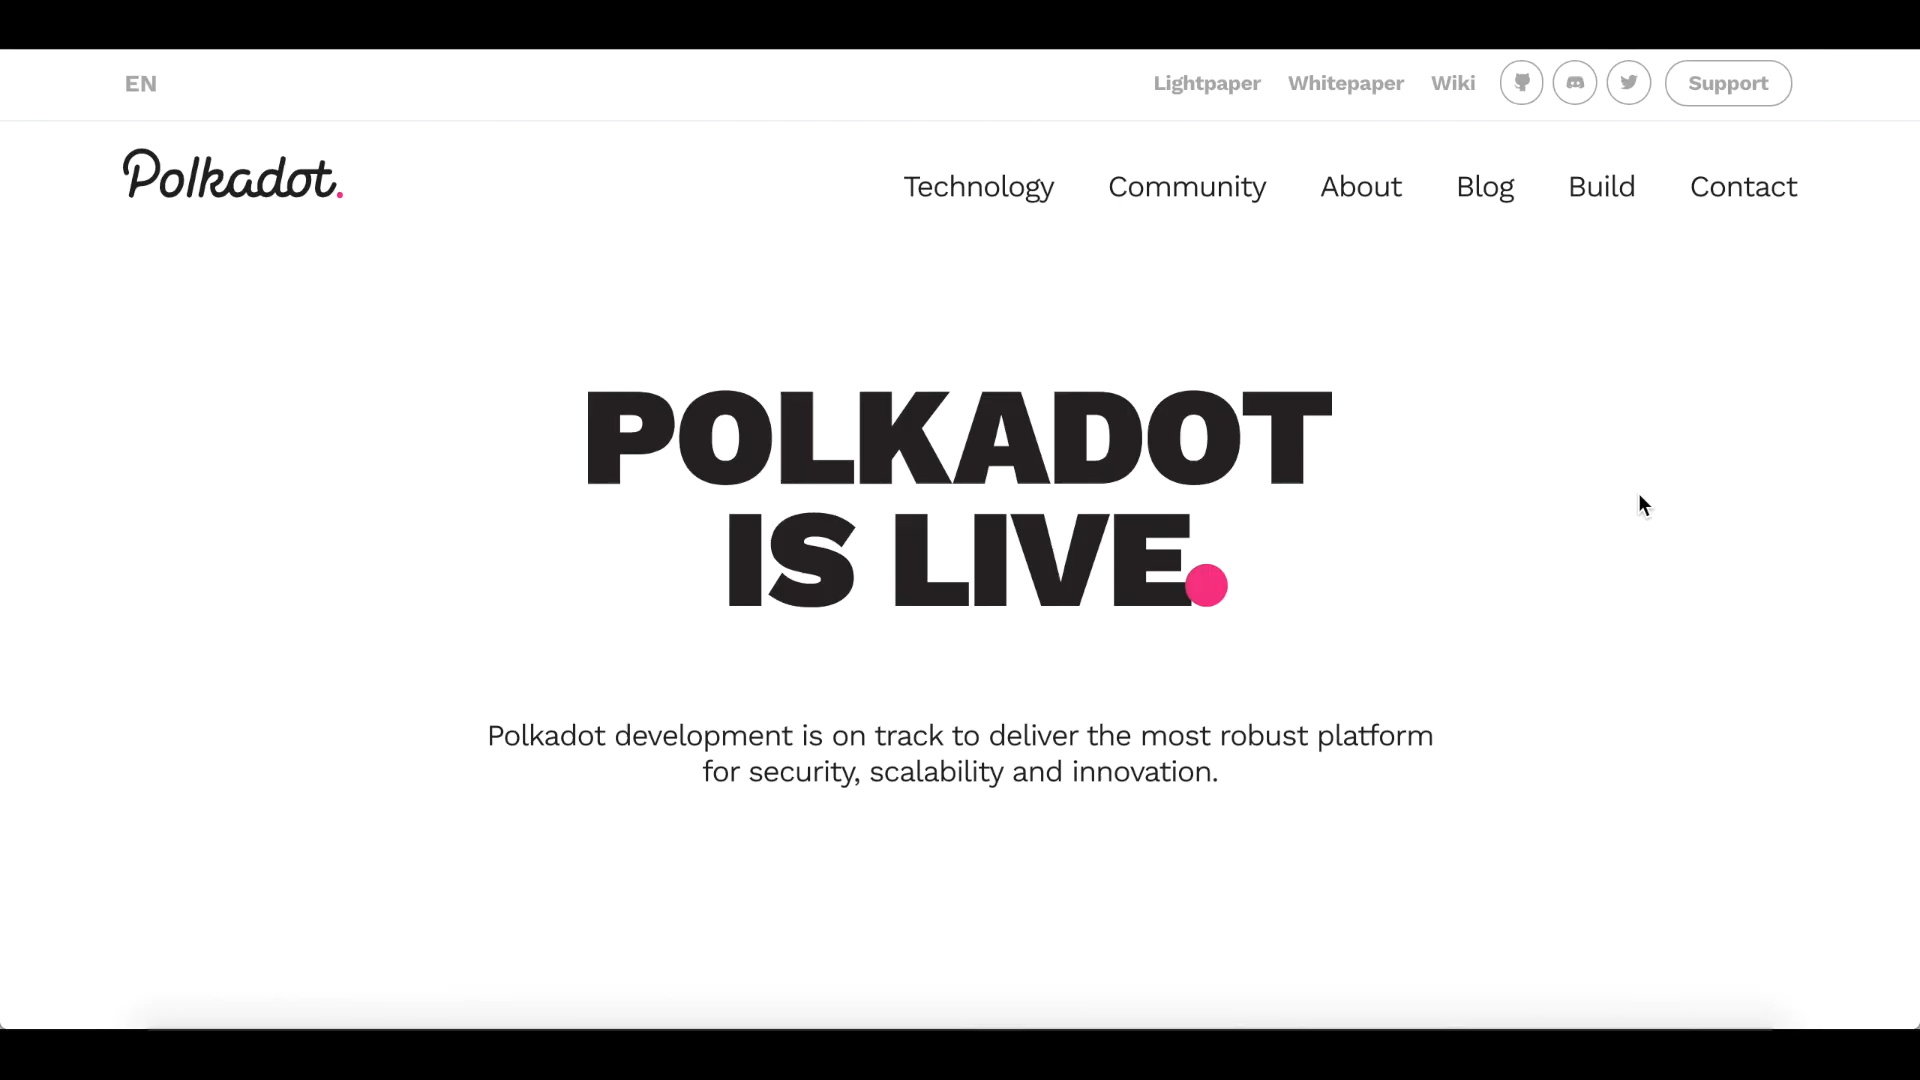 EN
Lightpaper Whitepaper Wiki Support
Polkadot.
Technology Community About Blog Build Contact
POLKADOT
IS LIVE.
Polkadot development is on track to deliver the most robust platform
for security, scalability and innovation.